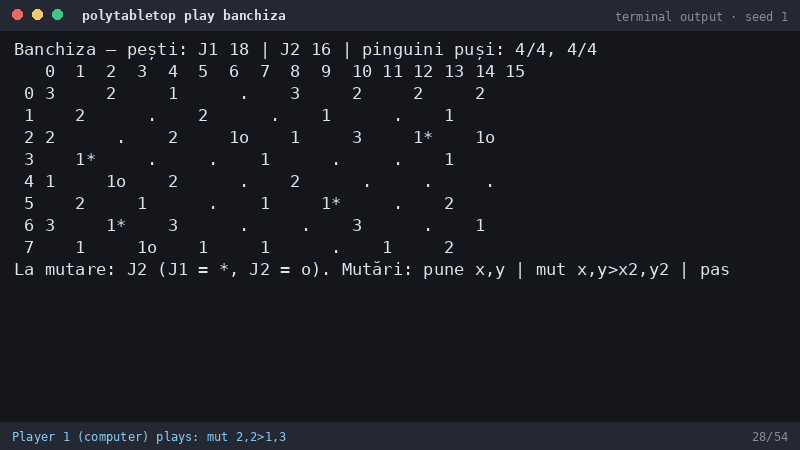 polytabletop play banchiza
terminal output · seed 1
Banchiza — pești: J1 18 | J2 16 | pinguini puși: 4/4, 4/4
   0  1  2  3  4  5  6  7  8  9  10 11 12 13 14 15
 0 3     2     1      .    3     2     2     2
 1    2      .    2      .    1      .    1
 2 2      .    2     1o    1     3     1*    1o
 3    1*     .     .    1      .     .    1
 4 1     1o    2      .    2      .     .     .
 5    2     1      .    1     1*     .    2
 6 3     1*    3      .     .    3      .    1
 7    1     1o    1     1      .    1     2
La mutare: J2 (J1 = *, J2 = o). Mutări: pune x,y | mut x,y>x2,y2 | pas
Player 1 (computer) plays: mut 2,2>1,3
28/54